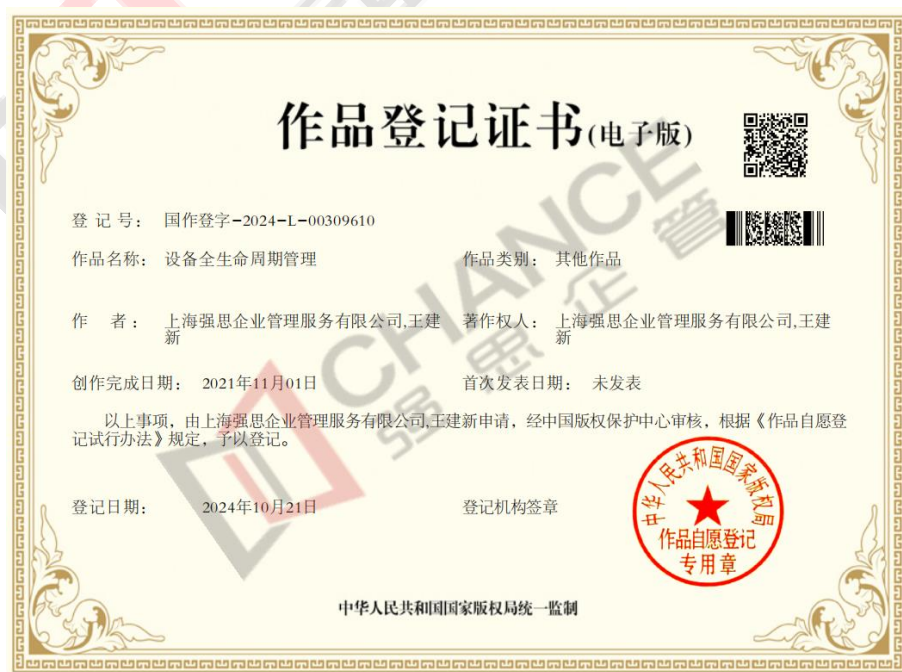 作品登记证书(电子版)
登 记 号： 国作登字-2024-L-00309610
作品名称： 设备全生命周期管理 作品类别： 其他作品
作 者： 上海强思企业管理服务有限公司,王建 著作权人： 上海强思企业管理服务有限公司,王建
新 新
创作完成日期： 2021年11月01日 首次发表日期： 未发表
以上事项，由上海强思企业管理服务有限公司,王建新申请，经中国版权保护中心审核，根据《作品自愿登
记试行办法》规定，予以登记。
登记日期： 2024年10月21日 登记机构签章
中华人民共和国国家版权局
作品自愿登记
专用章
中华人民共和国国家版权局统一监制
CHANCE
强思企管